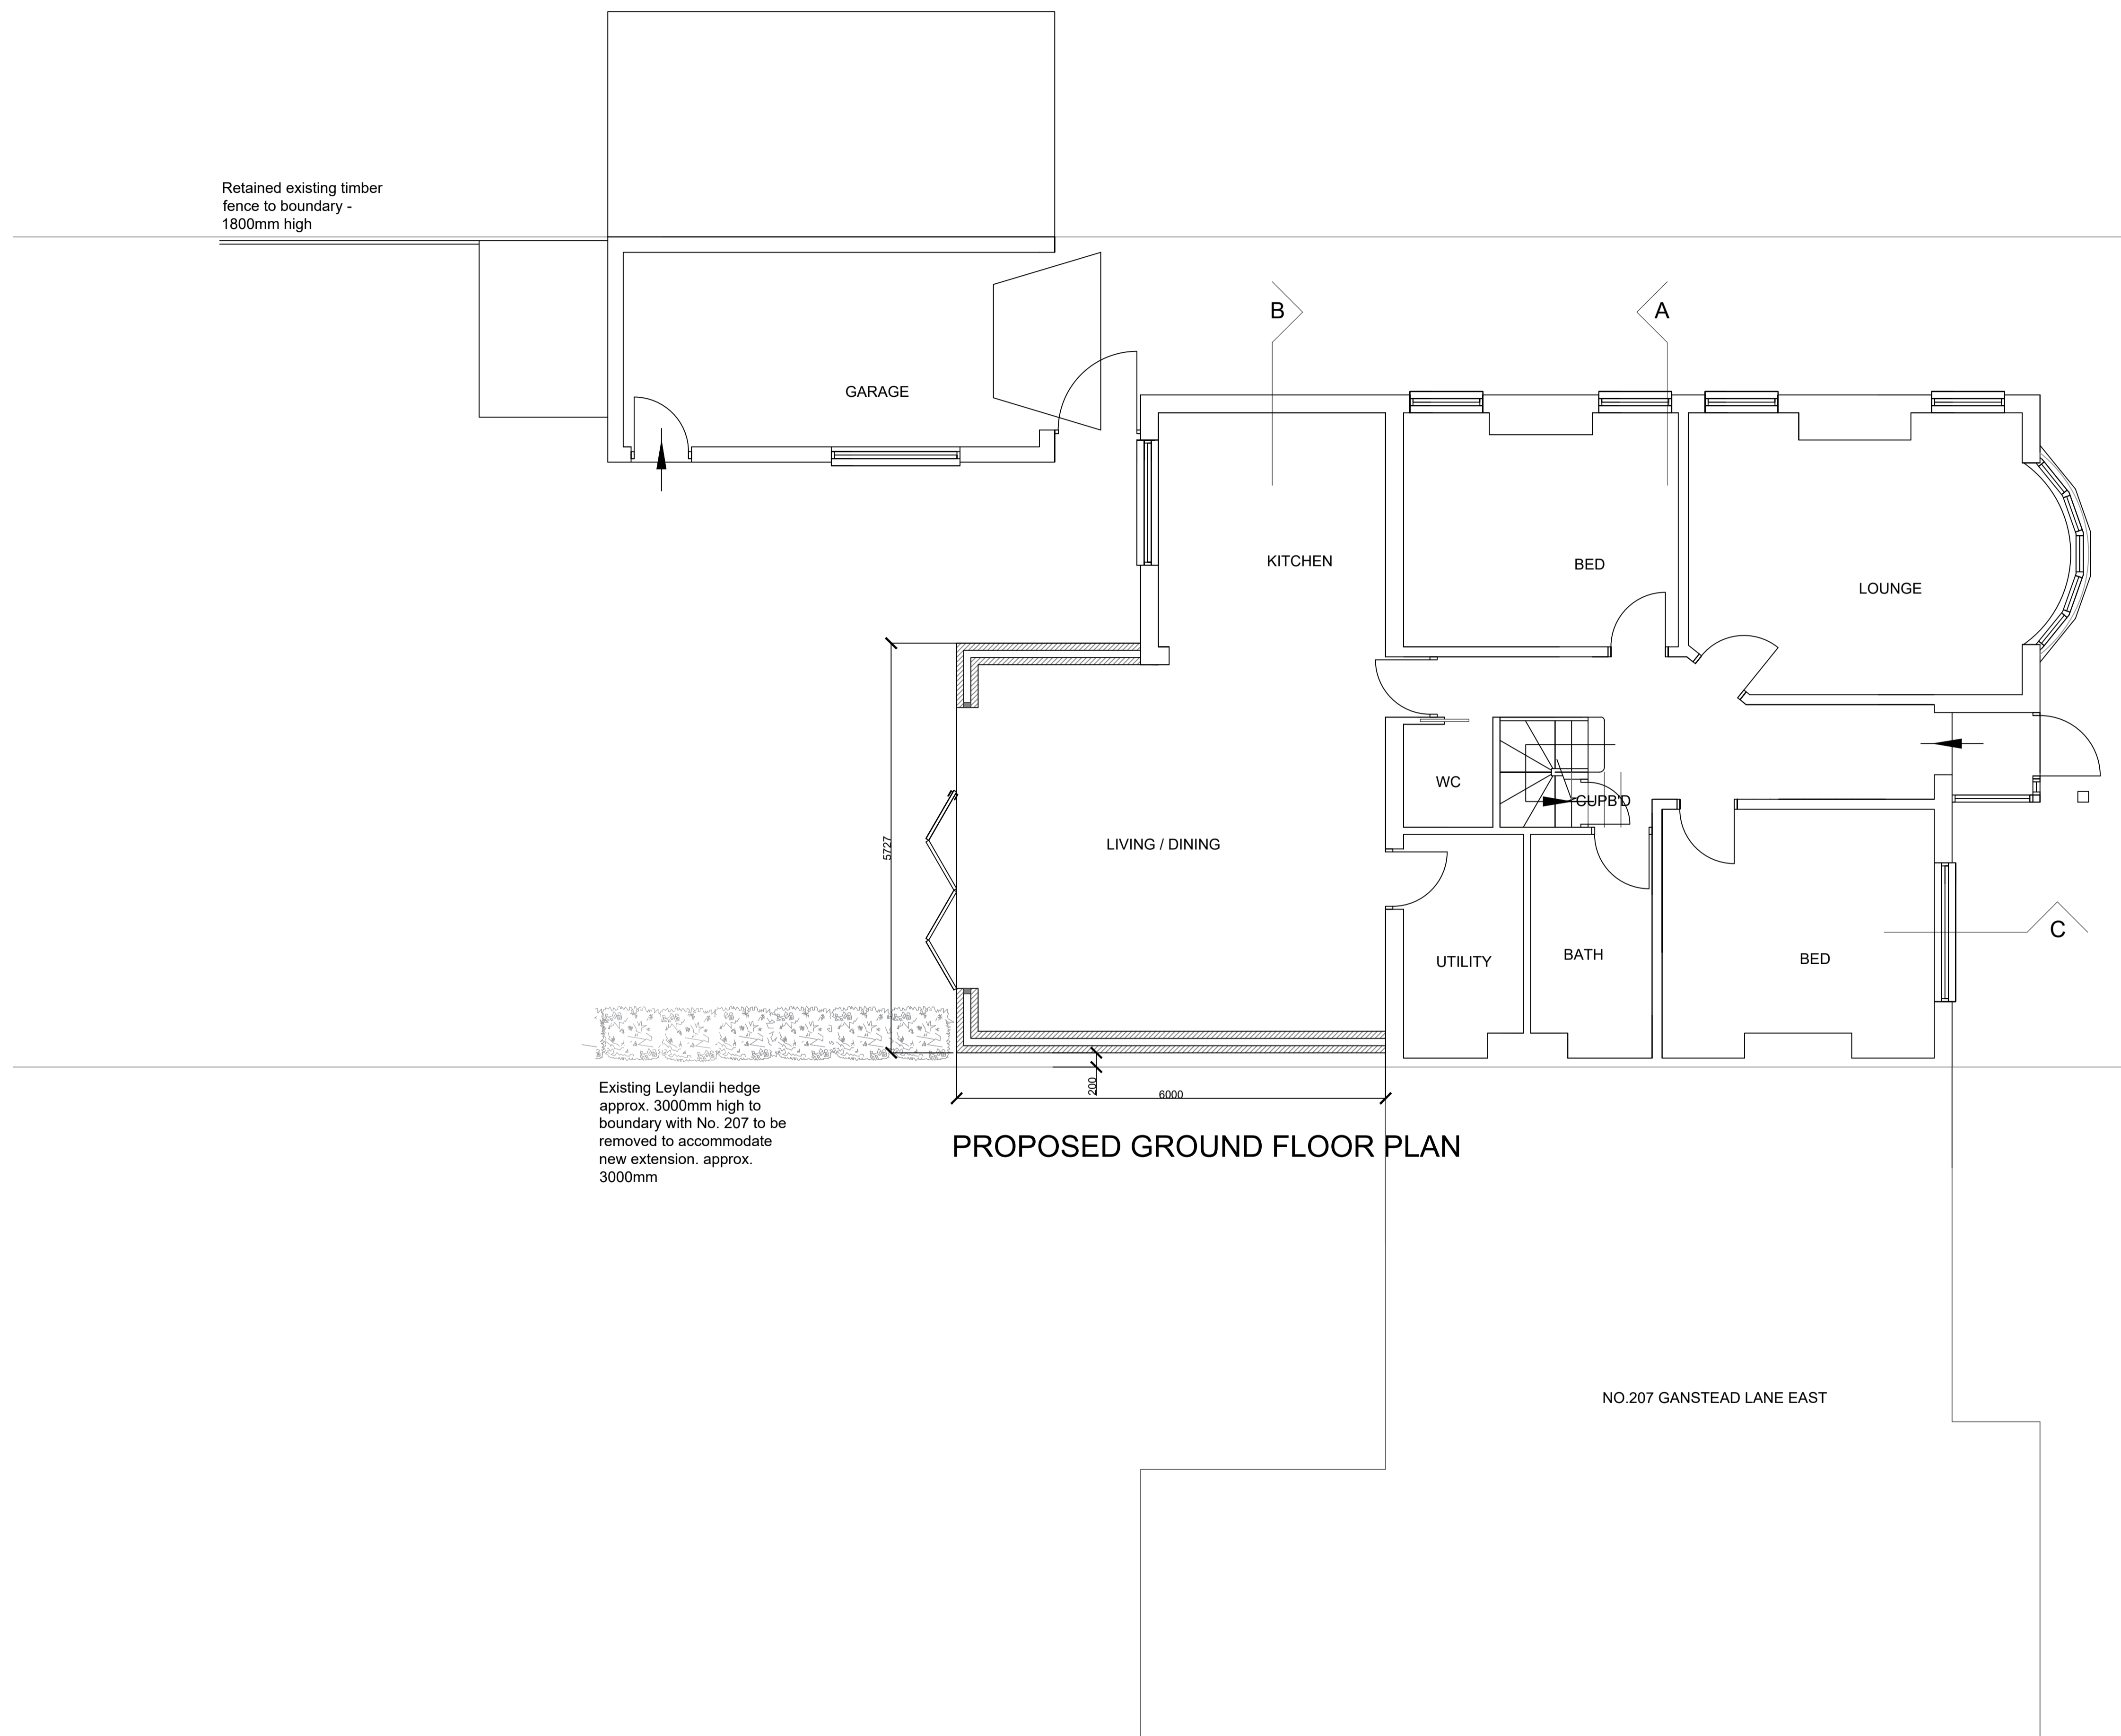 Retained existing timber
fence to boundary -
1800mm high
B
A
GARAGE
KITCHEN
BED
LOUNGE
WC
CUPB'D
LIVING / DINING
5727
UTILITY
BATH
BED
C
200
6000
Existing Leylandii hedge
approx. 3000mm high to
boundary with No. 207 to be
removed to accommodate
new extension. approx.
3000mm
PROPOSED GROUND FLOOR PLAN
NO.207 GANSTEAD LANE EAST